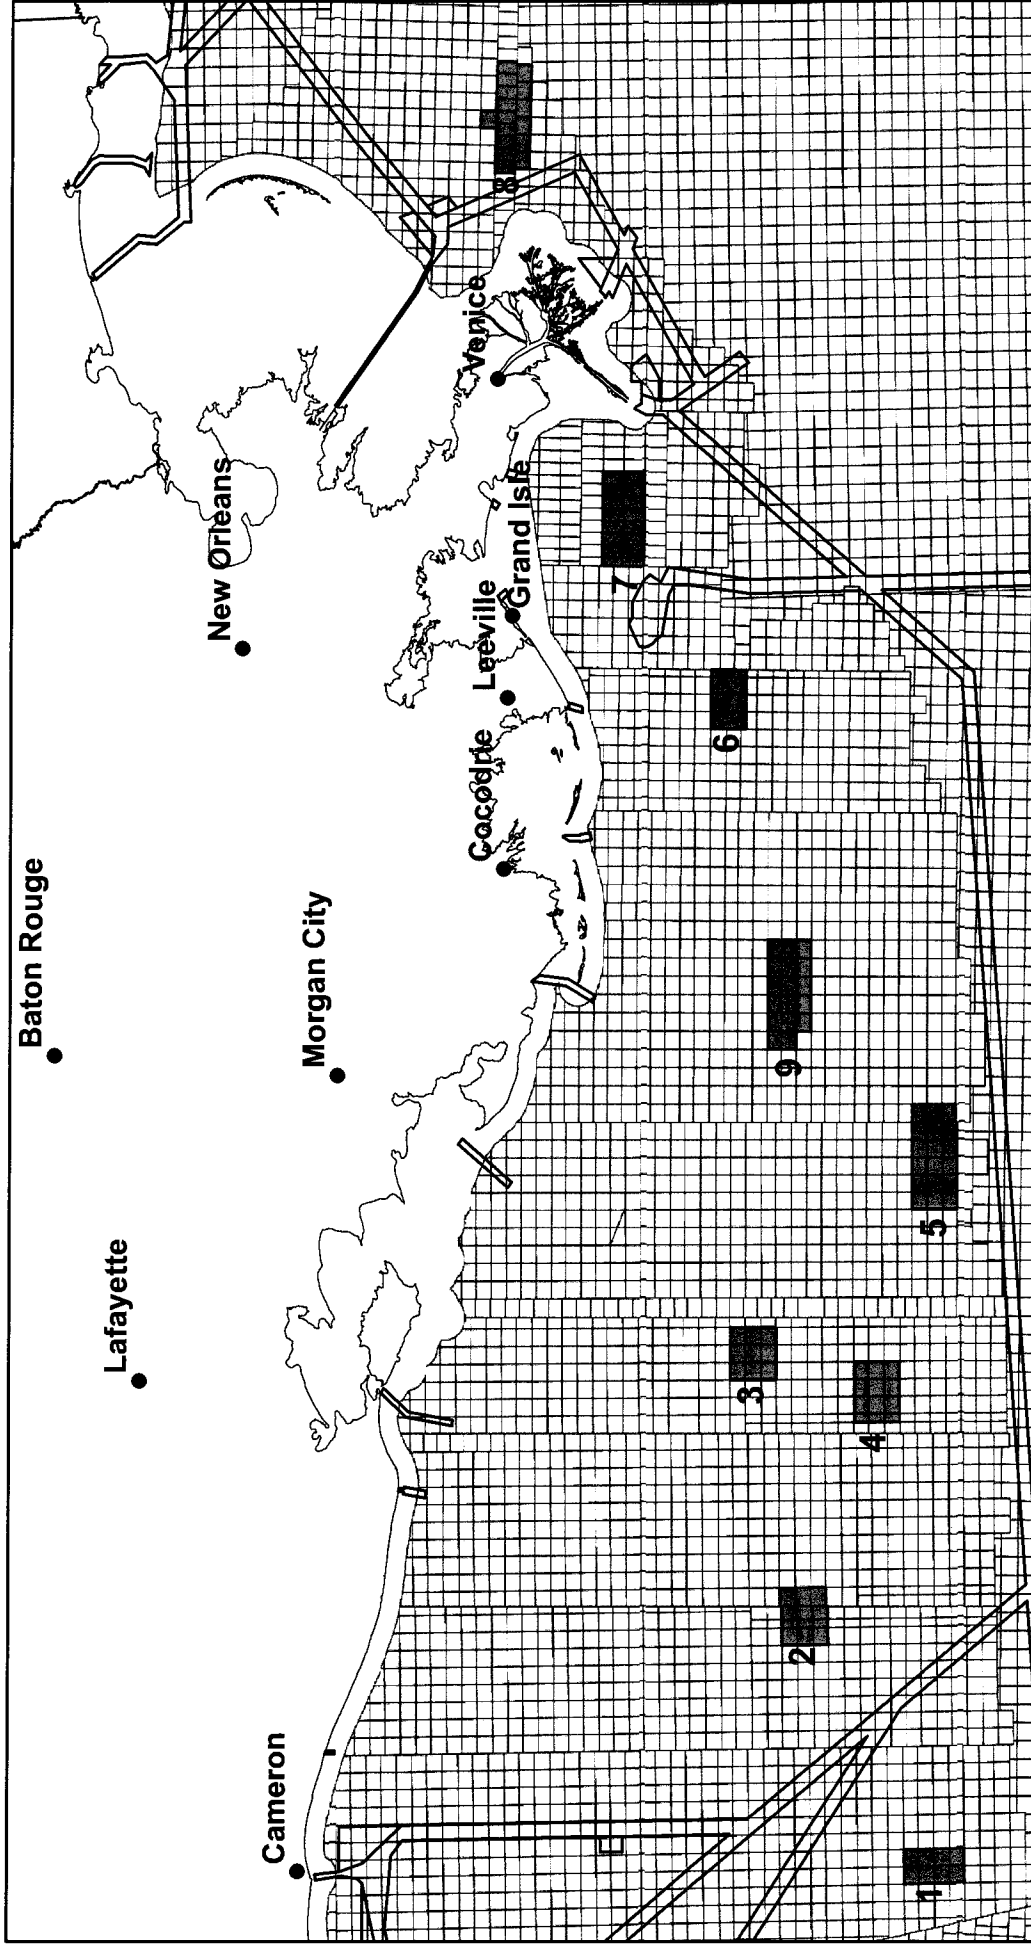 Baton Rouge
Lafayette
New Orleans
Cameron
Morgan City
Venice
Grand Isle
Leeville
Cocodrie
1
2
3
4
5
9
6
7
8